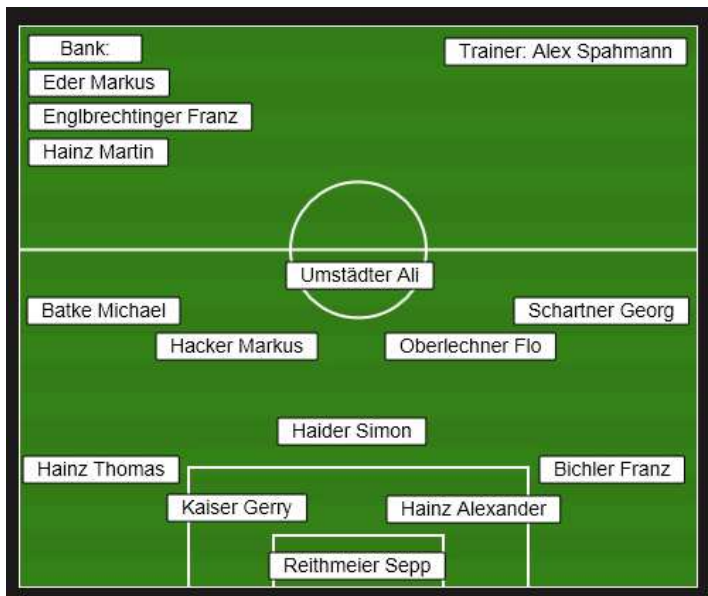 Bank:
Trainer: Alex Spahmann
Eder Markus
Englbrechtinger Franz
Hainz Martin
Umstädter Ali
Batke Michael
Schartner Georg
Hacker Markus
Oberlechner Flo
Haider Simon
Hainz Thomas
Bichler Franz
Kaiser Gerry
Hainz Alexander
Reithmeier Sepp